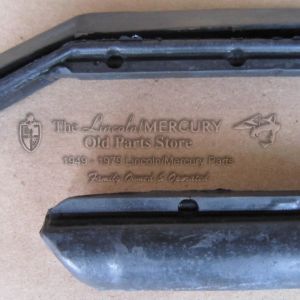 The Lincoln/MERCURY
Old Parts Store
1949 - 1979 Lincoln/Mercury Parts
Family Owned & Operated